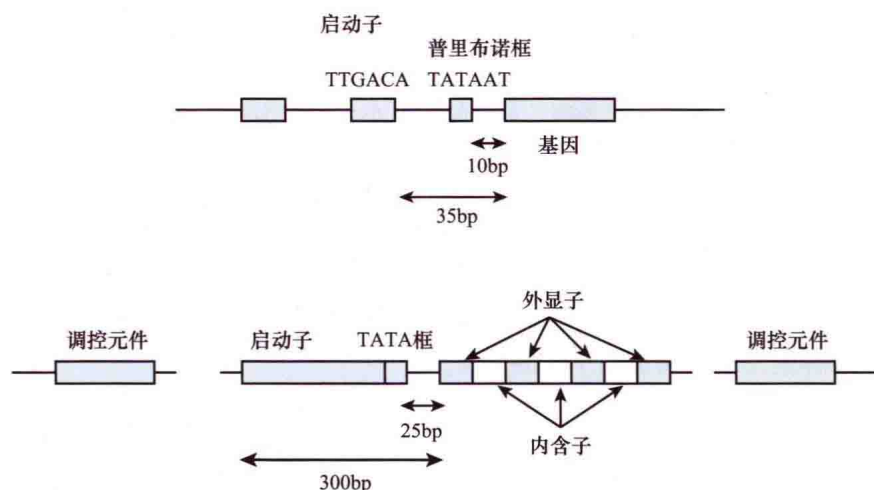 启动子
普里布诺框
TTGACA TATAAT
基因
10bp
35bp
外显子
调控元件 启动子 TATA框 调控元件
25bp
内含子
300bp